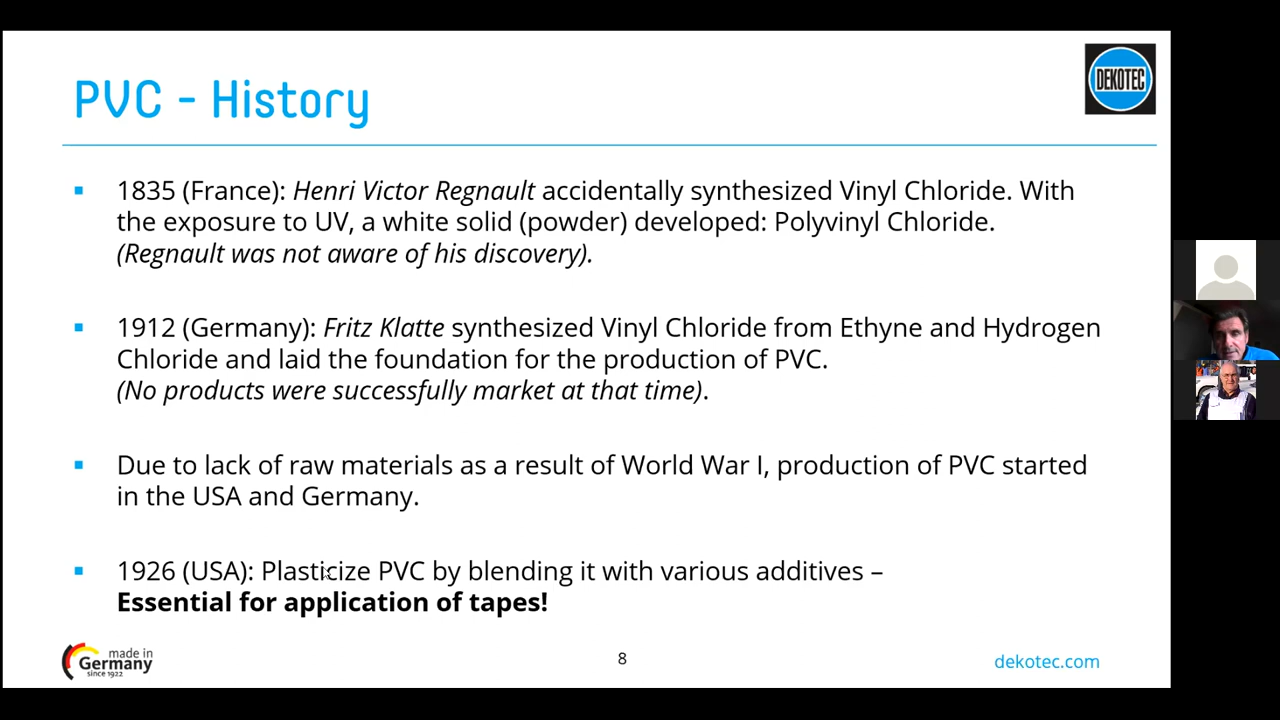 PVC - History
DEKOTEC
1835 (France): Henri Victor Regnault accidentally synthesized Vinyl Chloride. With
the exposure to UV, a white solid (powder) developed: Polyvinyl Chloride.
(Regnault was not aware of his discovery).
1912 (Germany): Fritz Klatte synthesized Vinyl Chloride from Ethyne and Hydrogen
Chloride and laid the foundation for the production of PVC.
(No products were successfully market at that time).
Due to lack of raw materials as a result of World War I, production of PVC started
in the USA and Germany.
1926 (USA): Plasticize PVC by blending it with various additives –
Essential for application of tapes!
made in
Germany
since 1922
8
dekotec.com